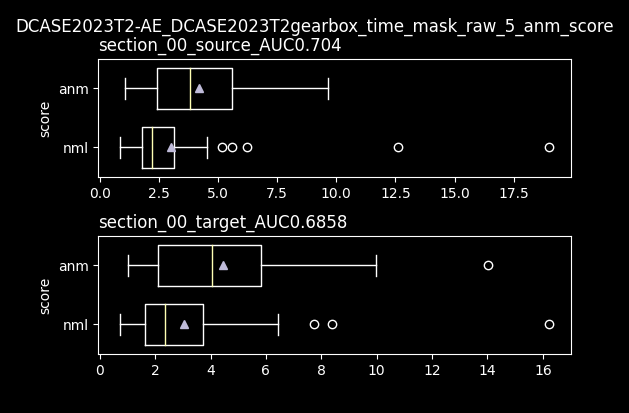 DCASE2023T2-AE_DCASE2023T2gearbox_time_mask_raw_5_anm_score
section_00_source_AUC0.704
score
anm
nml
0.0 2.5 5.0 7.5 10.0 12.5 15.0 17.5
section_00_target_AUC0.6858
score
anm
nml
0 2 4 6 8 10 12 14 16